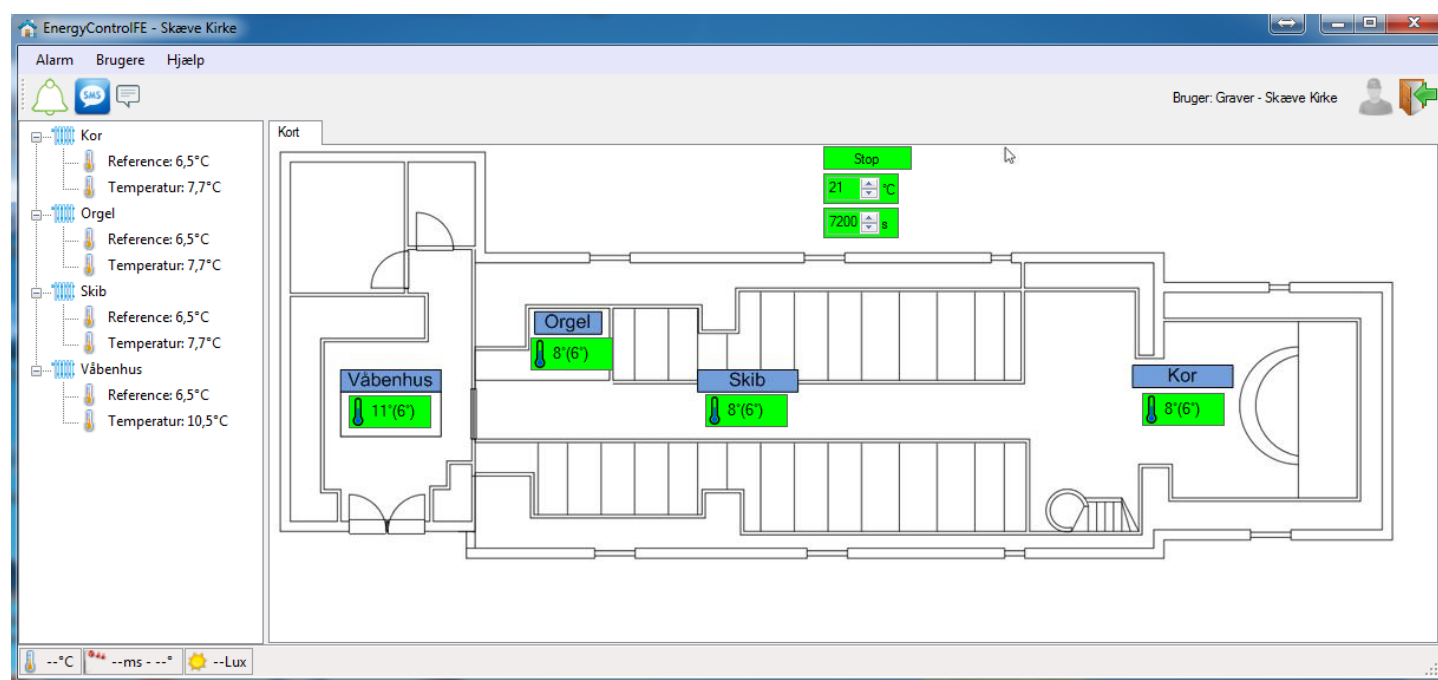 EnergyControlFE - Skæve Kirke
Alarm Brugere Hjælp
SMS
Bruger: Graver - Skæve Kirke
Kor
Reference: 6,5°C
Temperatur: 7,7°C
Orgel
Reference: 6,5°C
Temperatur: 7,7°C
Skib
Reference: 6,5°C
Temperatur: 7,7°C
Våbenhus
Reference: 6,5°C
Temperatur: 10,5°C
Kort
Stop
21 °C
7200 s
Orgel
8°(6°)
Våbenhus
11°(6°)
Skib
8°(6°)
Kor
8°(6°)
--°C --ms - --° --Lux